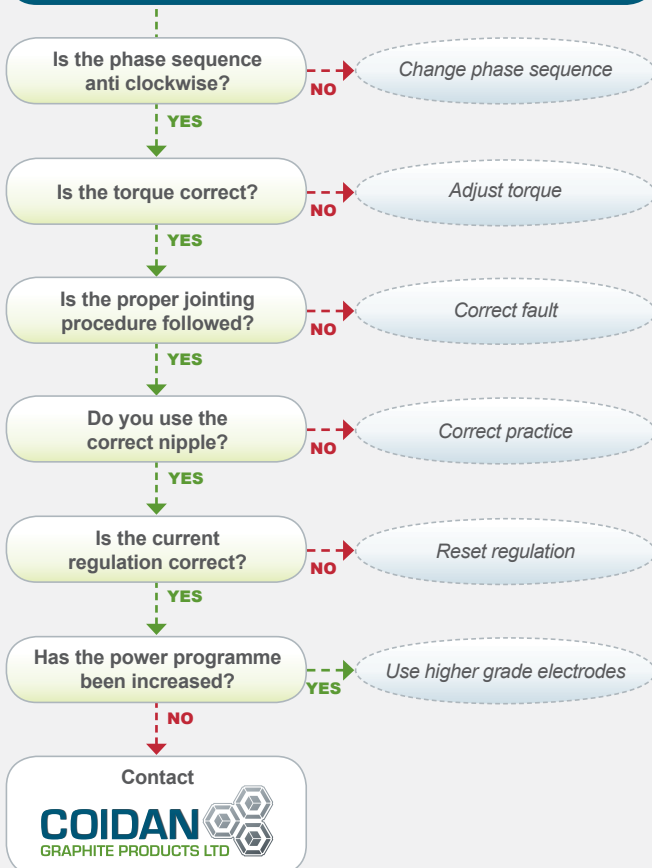 Is the phase sequence
anti clockwise?
NO
Change phase sequence
YES
Is the torque correct?
NO
Adjust torque
YES
Is the proper jointing
procedure followed?
NO
Correct fault
YES
Do you use the
correct nipple?
NO
Correct practice
YES
Is the current
regulation correct?
NO
Reset regulation
YES
Has the power programme
been increased?
YES
Use higher grade electrodes
NO
Contact
COIDAN
GRAPHITE PRODUCTS LTD